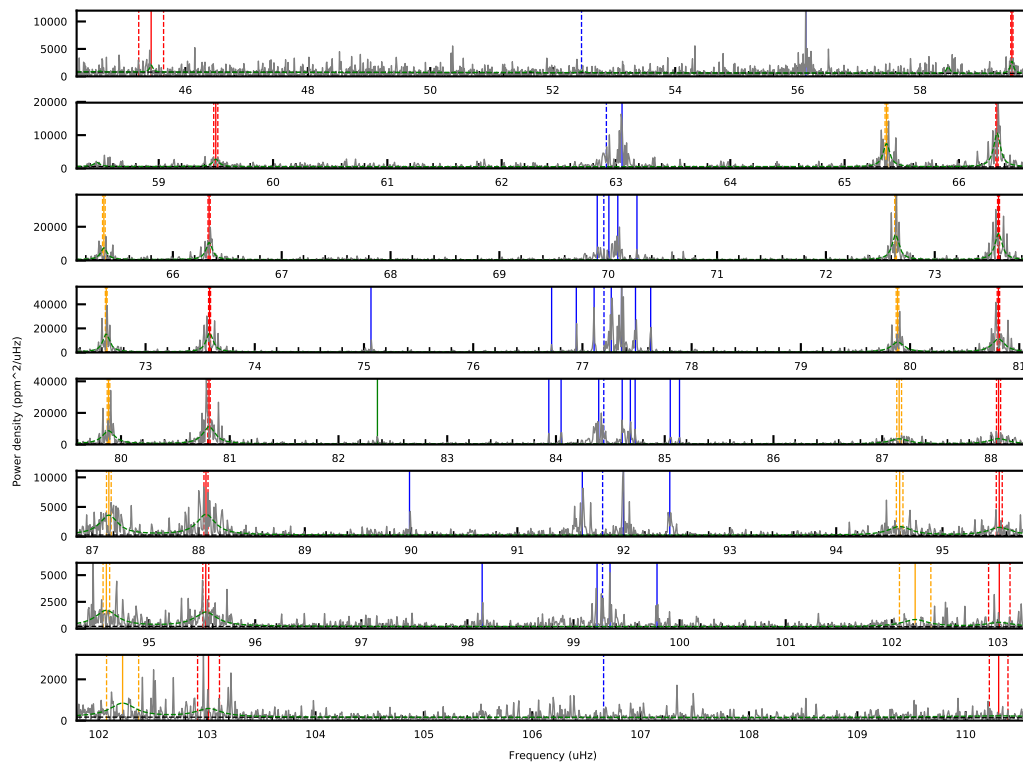 10000
5000
0
46 48 50 52 54 56 58
20000
10000
0
59 60 61 62 63 64 65 66
20000
0
66 67 68 69 70 71 72 73
40000
20000
0
73 74 75 76 77 78 79 80 81
40000
20000
0
80 81 82 83 84 85 86 87 88
10000
5000
0
87 88 89 90 91 92 93 94 95
5000
2500
0
95 96 97 98 99 100 101 102 103
2000
0
102 103 104 105 106 107 108 109 110
Power density (ppm^2/uHz)
Frequency (uHz)